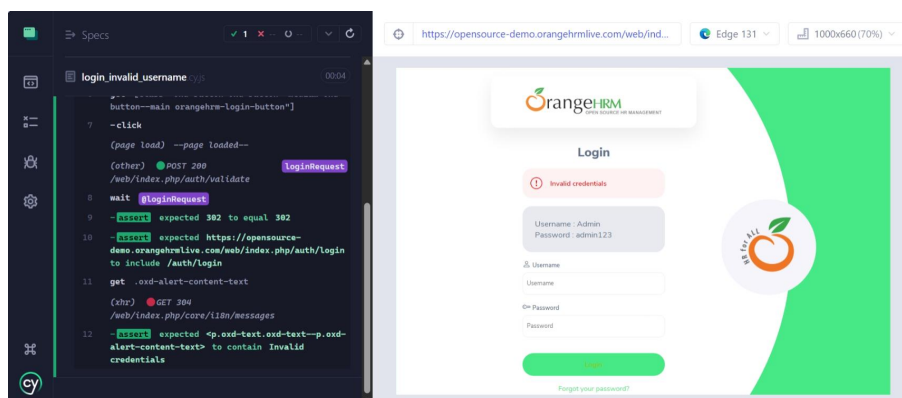 Specs
1
--
--
https://opensource-demo.orangehrmlive.com/web/ind...
Edge 131
1000x660 (70%)
login_invalid_username cy.js
00:04
button--main orangehrm-login-button"]
7 -click
(page load) --page loaded--
(other) POST 200 loginRequest
/web/index.php/auth/validate
8 wait @loginRequest
9 -assert expected 302 to equal 302
10 -assert expected https://opensource-
demo.orangehrmlive.com/web/index.php/auth/login
to include /auth/login
11 get .oxd-alert-content-text
(xhr) GET 304
/web/index.php/core/i18n/messages
12 -assert expected <p.oxd-text.oxd-text--p.oxd-
alert-content-text> to contain Invalid
credentials
cy
OrangeHRM
OPEN SOURCE HR MANAGEMENT
Login
Invalid credentials
Username : Admin
Password : admin123
Username
Username
Password
Password
Login
Forgot your password?
HR for ALL